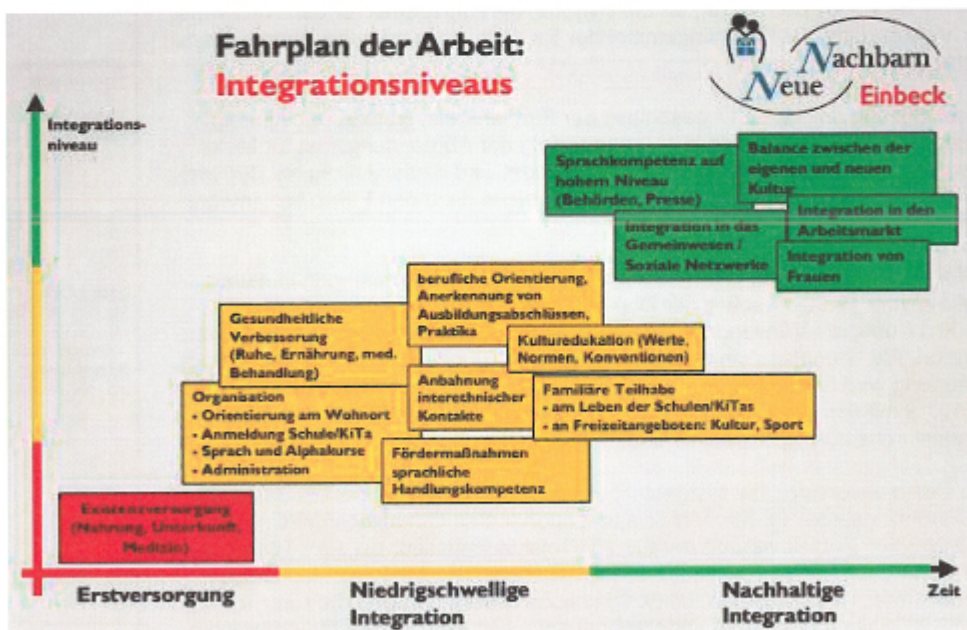 Fahrplan der Arbeit:
Integrationsniveaus
Neue Nachbarn
Einbeck
Integrations-
niveau
Sprachkompetenz auf
hohem Niveau
(Behörden, Presse)
Balance zwischen der
eigenen und neuen
Kultur
Integration in das
Gemeinwesen /
Soziale Netzwerke
Integration in den
Arbeitsmarkt
Integration von
Frauen
berufliche Orientierung,
Anerkennung von
Ausbildungsabschlüssen,
Praktika
Gesundheitliche
Verbesserung
(Ruhe, Ernährung, med.
Behandlung)
Kulturedukation (Werte,
Normen, Konventionen)
Anbahnung
interethnischer
Kontakte
Familiäre Teilhabe
- am Leben der Schulen/KiTas
- an Freizeitangeboten: Kultur, Sport
Organisation
- Orientierung am Wohnort
- Anmeldung Schule/KiTa
- Sprach und Alphakurse
- Administration
Fördermaßnahmen
sprachliche
Handlungskompetenz
Existenzversorgung
(Nahrung, Unterkunft,
Medizin)
Erstversorgung
Niedrigschwellige
Integration
Nachhaltige
Integration
Zeit